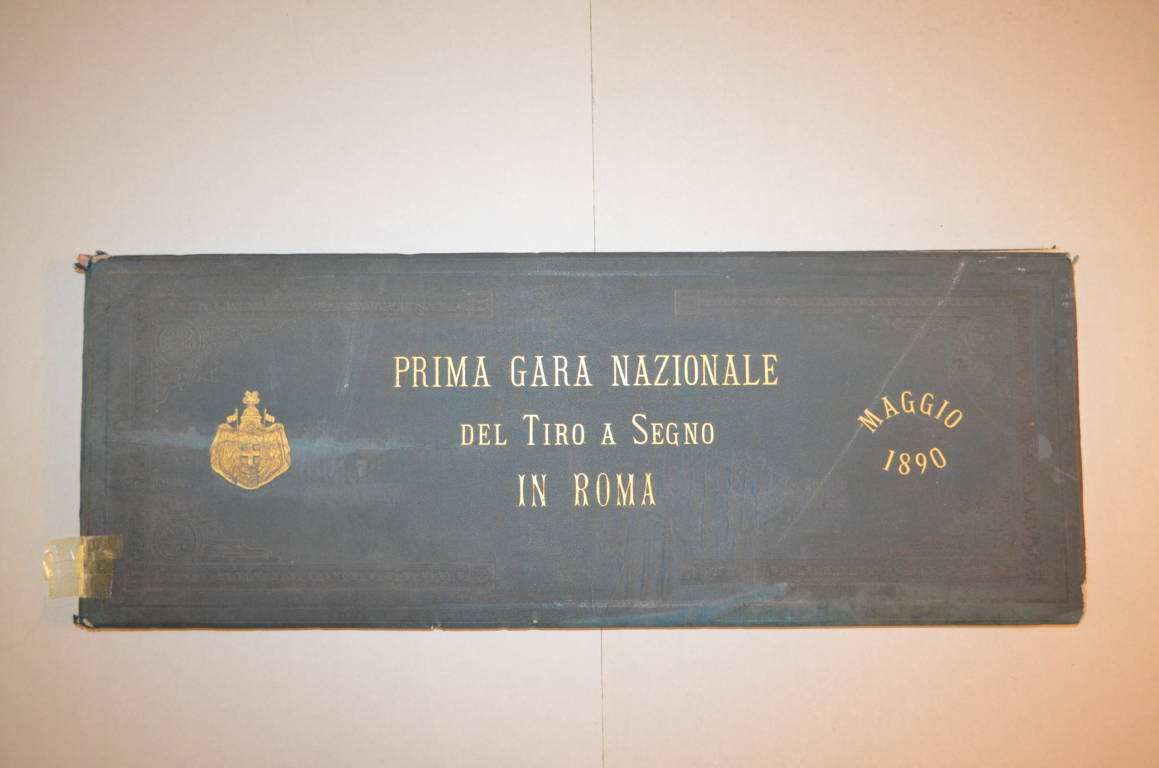 PRIMA GARA NAZIONALE
DEL TIRO A SEGNO
IN ROMA
MAGGIO
1890